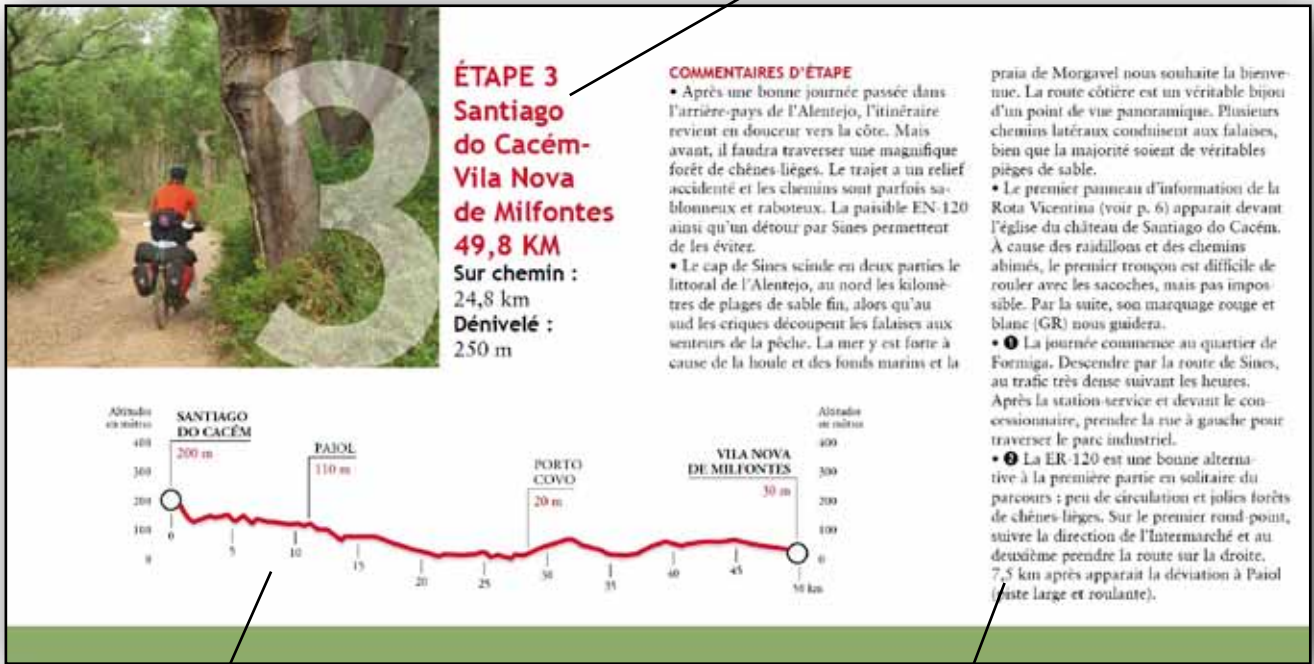 3
ÉTAPE 3
Santiago
do Cacém-
Vila Nova
de Milfontes
49,8 KM
Sur chemin :
24,8 km
Dénivelé :
250 m
COMMENTAIRES D'ÉTAPE
• Après une bonne journée passée dans
l'arrière-pays de l'Alentejo, l'itinéraire
revient en douceur vers la côte. Mais
avant, il faudra traverser une magnifique
forêt de chênes-lièges. Le trajet a un relief
accidenté et les chemins sont parfois sa-
blonneux et raboteux. La paisible EN-120
ainsi qu'un détour par Sines permettent
de les éviter.
• Le cap de Sines scinde en deux parties le
littoral de l'Alentejo, au nord les kilomè-
tres de plages de sable fin, alors qu'au
sud les criques découpent les falaises aux
senteurs de la pêche. La mer y est forte à
cause de la houle et des fonds marins et la
praia de Morgavel nous souhaite la bienve-
nue. La route côtière est un véritable bijou
d'un point de vue panoramique. Plusieurs
chemins latéraux conduisent aux falaises,
bien que la majorité soient de véritables
pièges de sable.
• Le premier panneau d'information de la
Rota Vicentina (voir p. 6) apparait devant
l'église du château de Santiago do Cacém.
À cause des raidillons et des chemins
abimés, le premier tronçon est difficile de
rouler avec les sacoches, mais pas impos-
sible. Par la suite, son marquage rouge et
blanc (GR) nous guidera.
• ❶ La journée commence au quartier de
Formiga. Descendre par la route de Sines,
au trafic très dense suivant les heures.
Après la station-service et devant le con-
cessionnaire, prendre la rue à gauche pour
traverser le parc industriel.
• ❷ La ER-120 est une bonne alterna-
tive à la première partie en solitaire du
parcours : peu de circulation et jolies forêts
de chênes-lièges. Sur le premier rond-point,
suivre la direction de l'Intermarché et au
deuxième prendre la route sur la droite.
7,5 km après apparait la déviation à Paiol
(piste large et roulante).
Altitudes
en mètres
400
300
200
100
0
SANTIAGO
DO CACÉM
200 m
PAIOL
110 m
PORTO
COVO
20 m
VILA NOVA
DE MILFONTES
30 m
Altitudes
en mètres
400
300
200
100
0
0
5
10
15
20
25
30
35
40
45
50 km